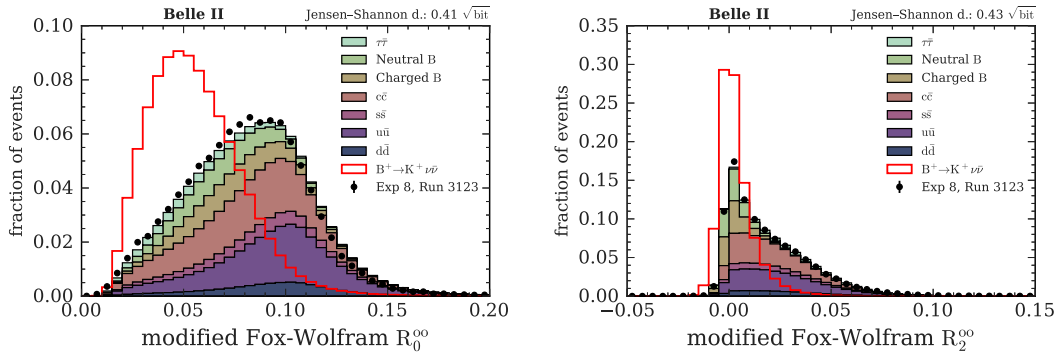 Belle II Jensen–Shannon d.: 0.41 √bit
fraction of events
0.10
0.08
0.06
0.04
0.02
0.00
0.00 0.05 0.10 0.15 0.20
modified Fox-Wolfram R₀ᵒᵒ
ττ̄
Neutral B
Charged B
cc̄
ss̄
uū
dd̄
B⁺→K⁺νν̄
Exp 8, Run 3123
Belle II Jensen–Shannon d.: 0.43 √bit
fraction of events
0.35
0.30
0.25
0.20
0.15
0.10
0.05
0.00
−0.05 0.00 0.05 0.10 0.15
modified Fox-Wolfram R₂ᵒᵒ
ττ̄
Neutral B
Charged B
cc̄
ss̄
uū
dd̄
B⁺→K⁺νν̄
Exp 8, Run 3123